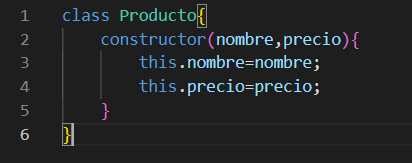 1 class Producto{
2     constructor(nombre,precio){
3         this.nombre=nombre;
4         this.precio=precio;
5     }
6 }